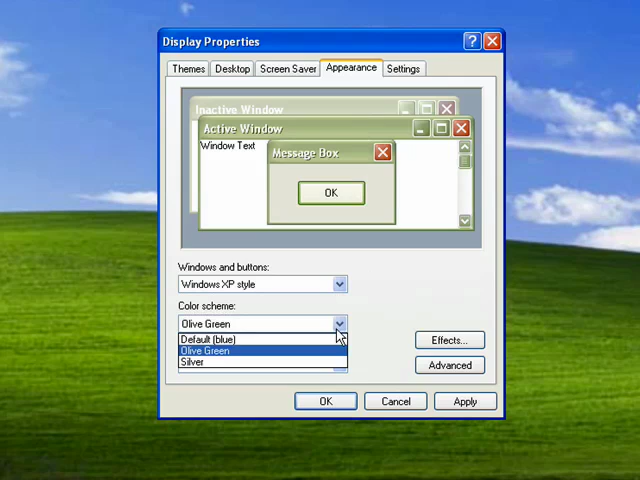 Display Properties
Themes Desktop Screen Saver Appearance Settings
Inactive Window
Active Window
Window Text
Message Box
OK
Windows and buttons:
Windows XP style
Color scheme:
Olive Green
Default (blue)
Olive Green
Silver
Effects...
Advanced
OK Cancel Apply